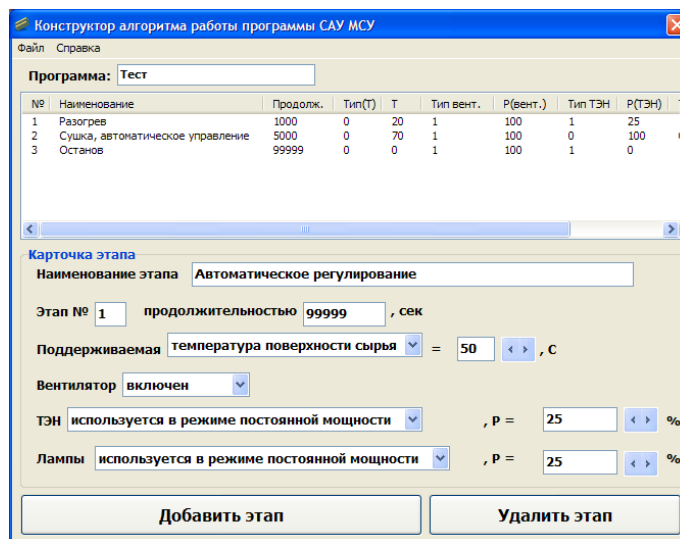 Конструктор алгоритма работы программы САУ МСУ
Файл Справка
Программа: Тест
№ Наименование Продолж. Тип(Т) Т Тип вент. Р(вент.) Тип ТЭН Р(ТЭН)
1 Разогрев 1000 0 20 1 100 1 25
2 Сушка, автоматическое управление 5000 0 70 1 100 0 100
3 Останов 99999 0 0 1 100 1 0
Карточка этапа
Наименование этапа Автоматическое регулирование
Этап № 1 продолжительностью 99999 , сек
Поддерживаемая температура поверхности сырья = 50 , С
Вентилятор включен
ТЭН используется в режиме постоянной мощности , Р = 25 %
Лампы используется в режиме постоянной мощности , Р = 25 %
Добавить этап Удалить этап